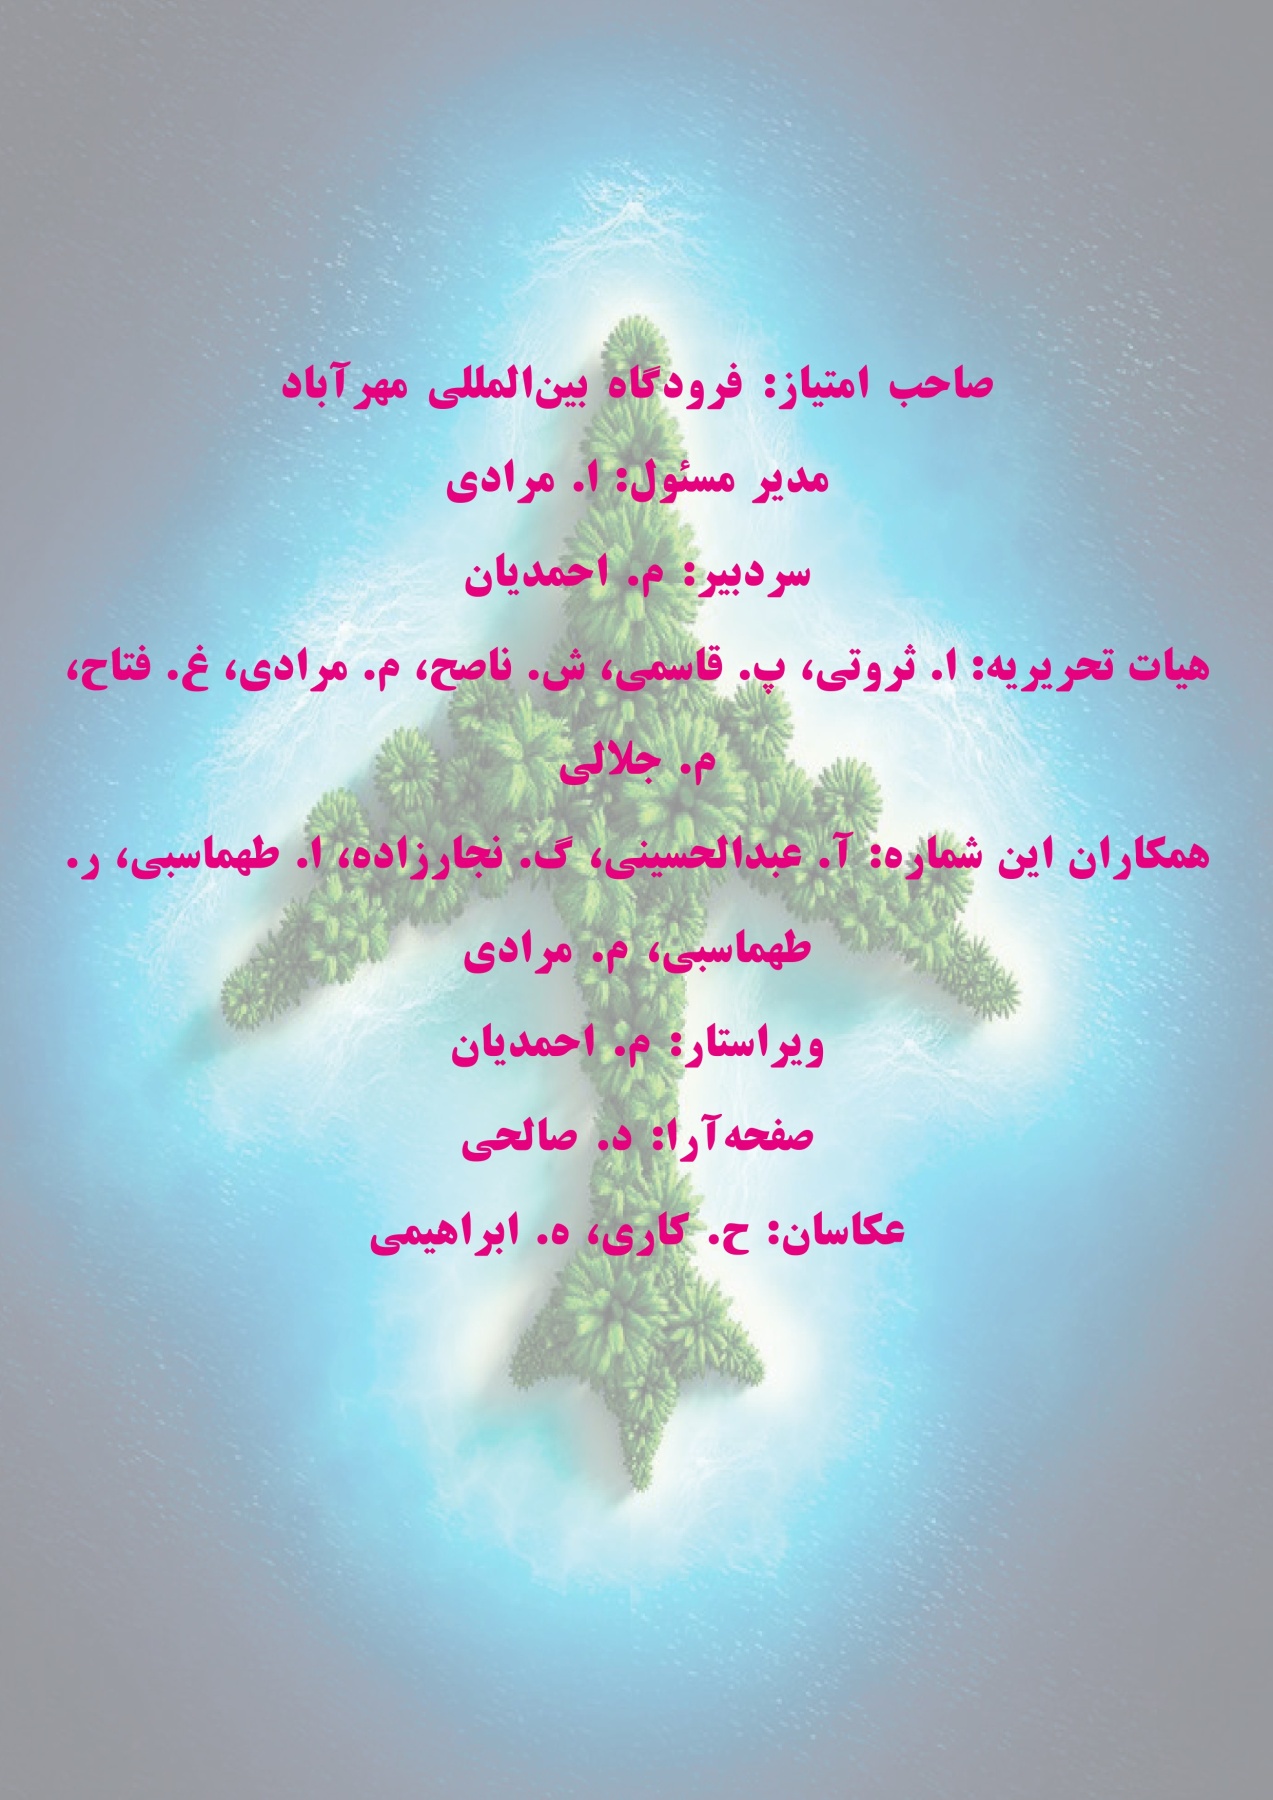 صاحب امتیاز: فرودگاه بین‌المللی مهرآباد
مدیر مسئول: ا. مرادی
سردبیر: م. احمدیان
هیات تحریریه: ا. ثروتی، پ. قاسمی، ش. ناصح، م. مرادی، غ. فتاح،
م. جلالی
همکاران این شماره: آ. عبدالحسینی، گ. نجارزاده، ا. طهماسبی، ر.
طهماسبی، م. مرادی
ویراستار: م. احمدیان
صفحه‌آرا: د. صالحی
عکاسان: ح. کاری، ه. ابراهیمی